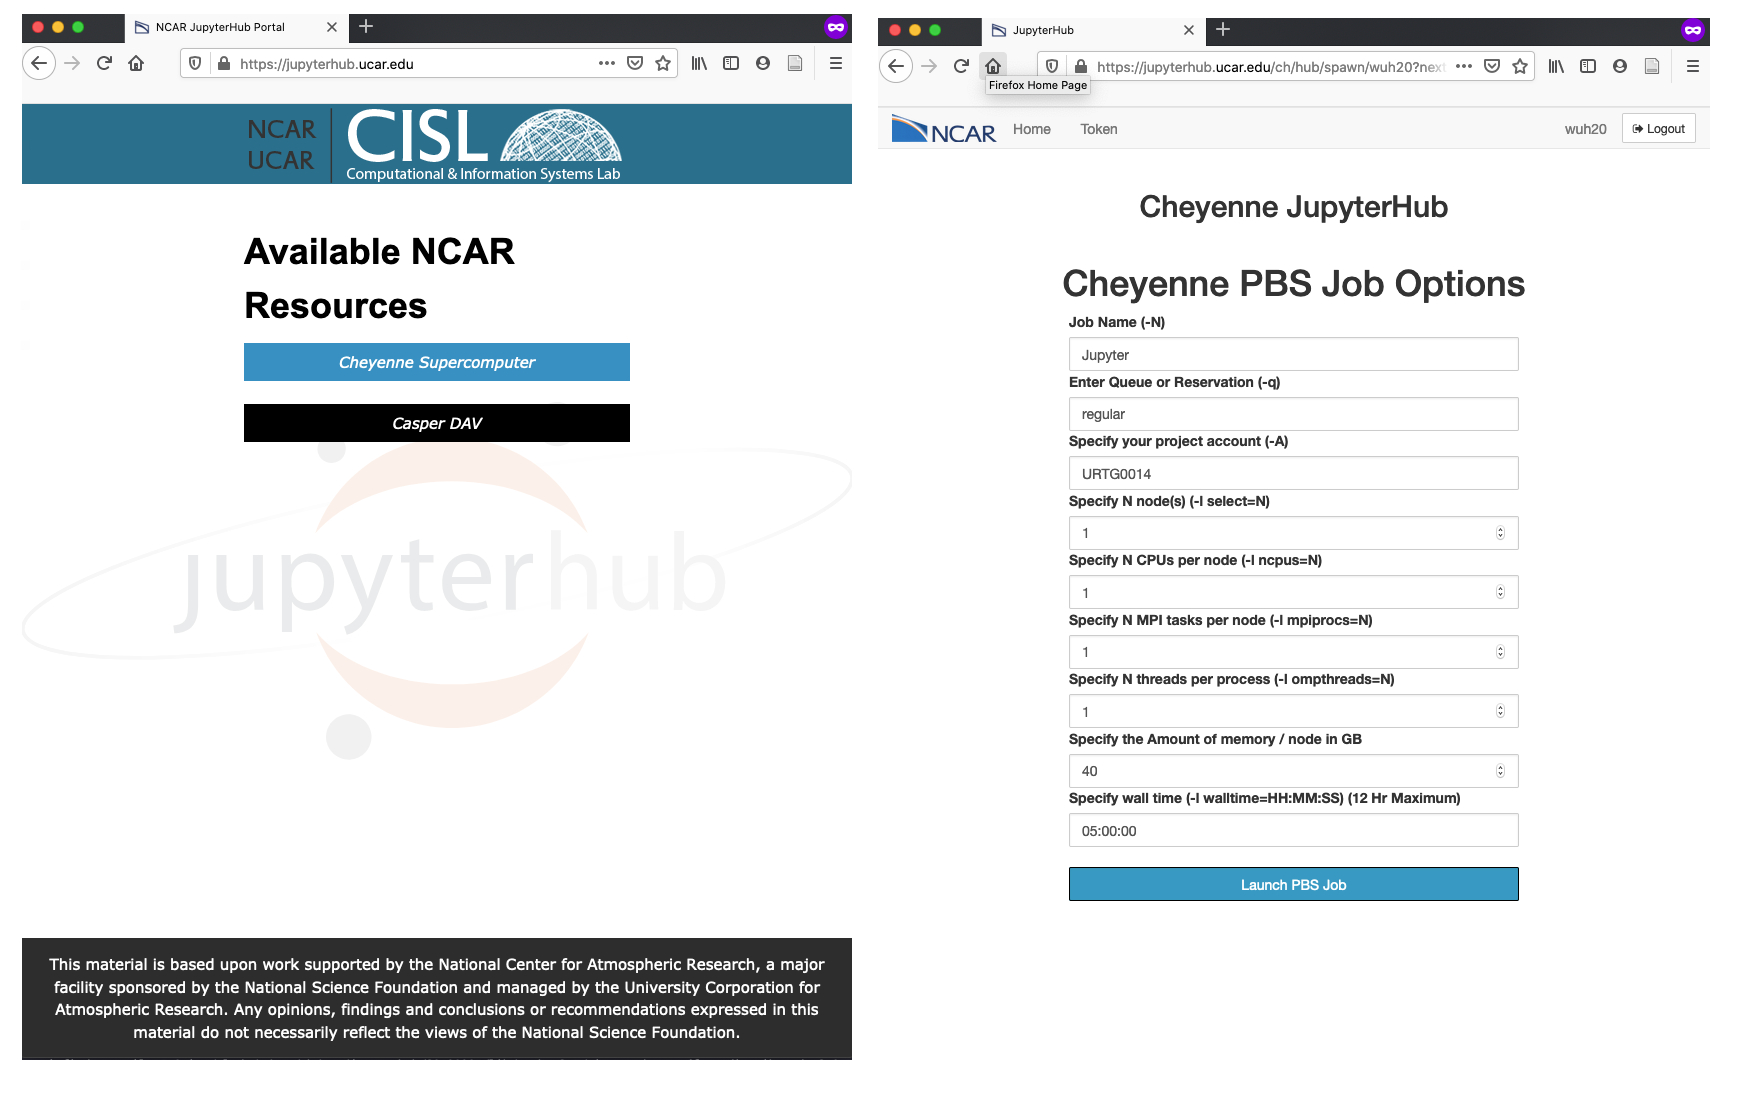 NCAR JupyterHub Portal
https://jupyterhub.ucar.edu
NCAR
UCAR
CISL
Computational & Information Systems Lab
Available NCAR
Resources
Cheyenne Supercomputer
Casper DAV
jupyterhub
This material is based upon work supported by the National Center for Atmospheric Research, a major
facility sponsored by the National Science Foundation and managed by the University Corporation for
Atmospheric Research. Any opinions, findings and conclusions or recommendations expressed in this
material do not necessarily reflect the views of the National Science Foundation.
JupyterHub
https://jupyterhub.ucar.edu/ch/hub/spawn/wuh20?next
Firefox Home Page
NCAR Home Token wuh20 Logout
Cheyenne JupyterHub
Cheyenne PBS Job Options
Job Name (-N)
Jupyter
Enter Queue or Reservation (-q)
regular
Specify your project account (-A)
URTG0014
Specify N node(s) (-l select=N)
1
Specify N CPUs per node (-l ncpus=N)
1
Specify N MPI tasks per node (-l mpiprocs=N)
1
Specify N threads per process (-l ompthreads=N)
1
Specify the Amount of memory / node in GB
40
Specify wall time (-l walltime=HH:MM:SS) (12 Hr Maximum)
05:00:00
Launch PBS Job